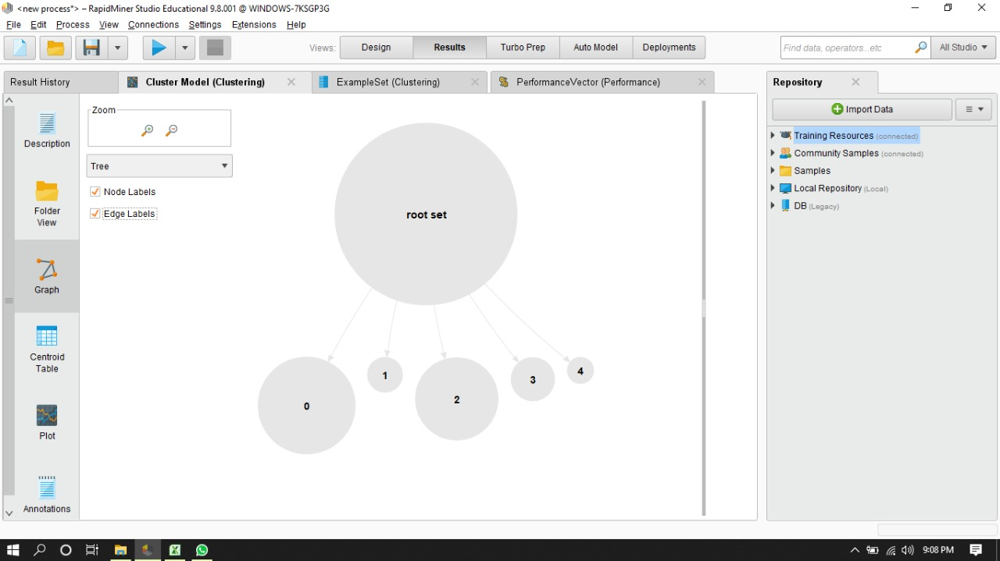 <new process*> – RapidMiner Studio Educational 9.8.001 @ WINDOWS-7KSGP3G
File Edit Process View Connections Settings Extensions Help
Views: Design Results Turbo Prep Auto Model Deployments
Find data, operators...etc
All Studio
Result History
Cluster Model (Clustering)
ExampleSet (Clustering)
PerformanceVector (Performance)
Repository
Description
Folder
View
Graph
Centroid
Table
Plot
Annotations
Zoom
Tree
Node Labels
Edge Labels
root set
0
1
2
3
4
Import Data
Training Resources (connected)
Community Samples (connected)
Samples
Local Repository (Local)
DB (Legacy)
9:08 PM